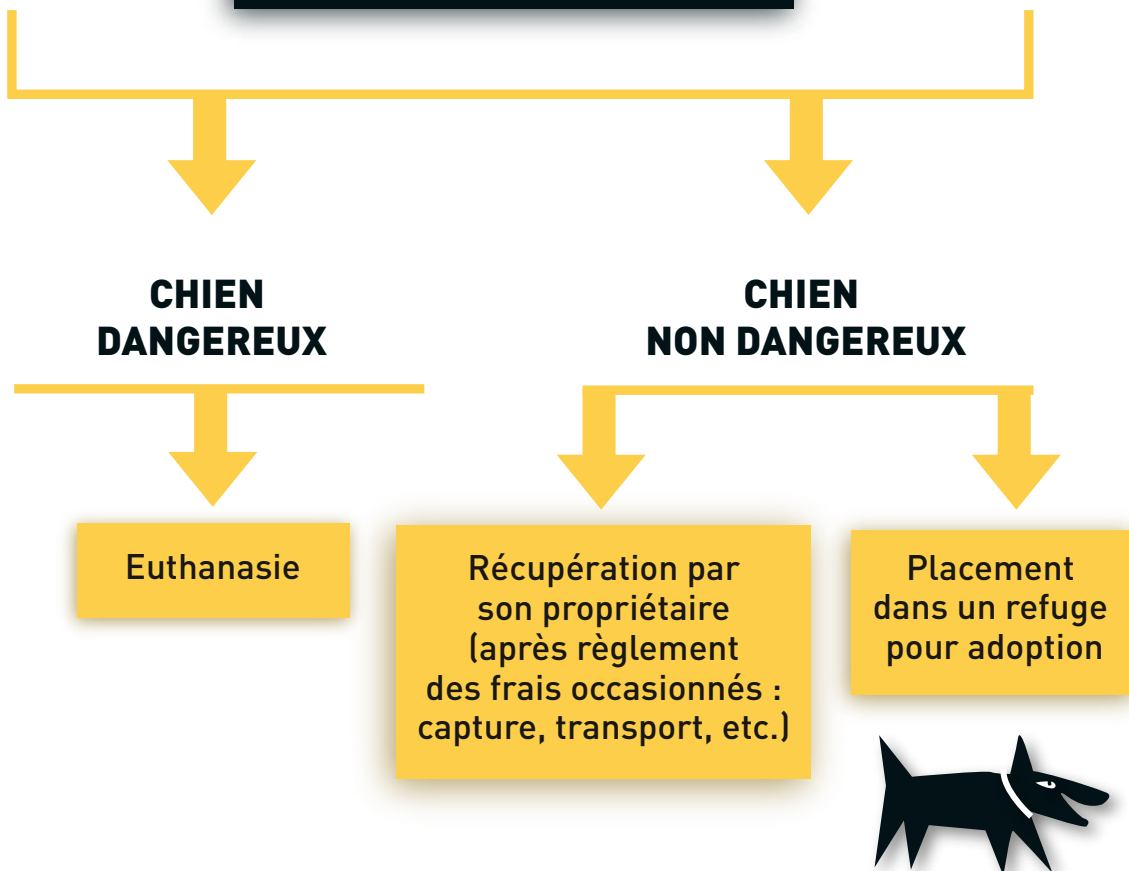 CHIEN
DANGEREUX
CHIEN
NON DANGEREUX
Euthanasie
Récupération par
son propriétaire
(après règlement
des frais occasionnés :
capture, transport, etc.)
Placement
dans un refuge
pour adoption